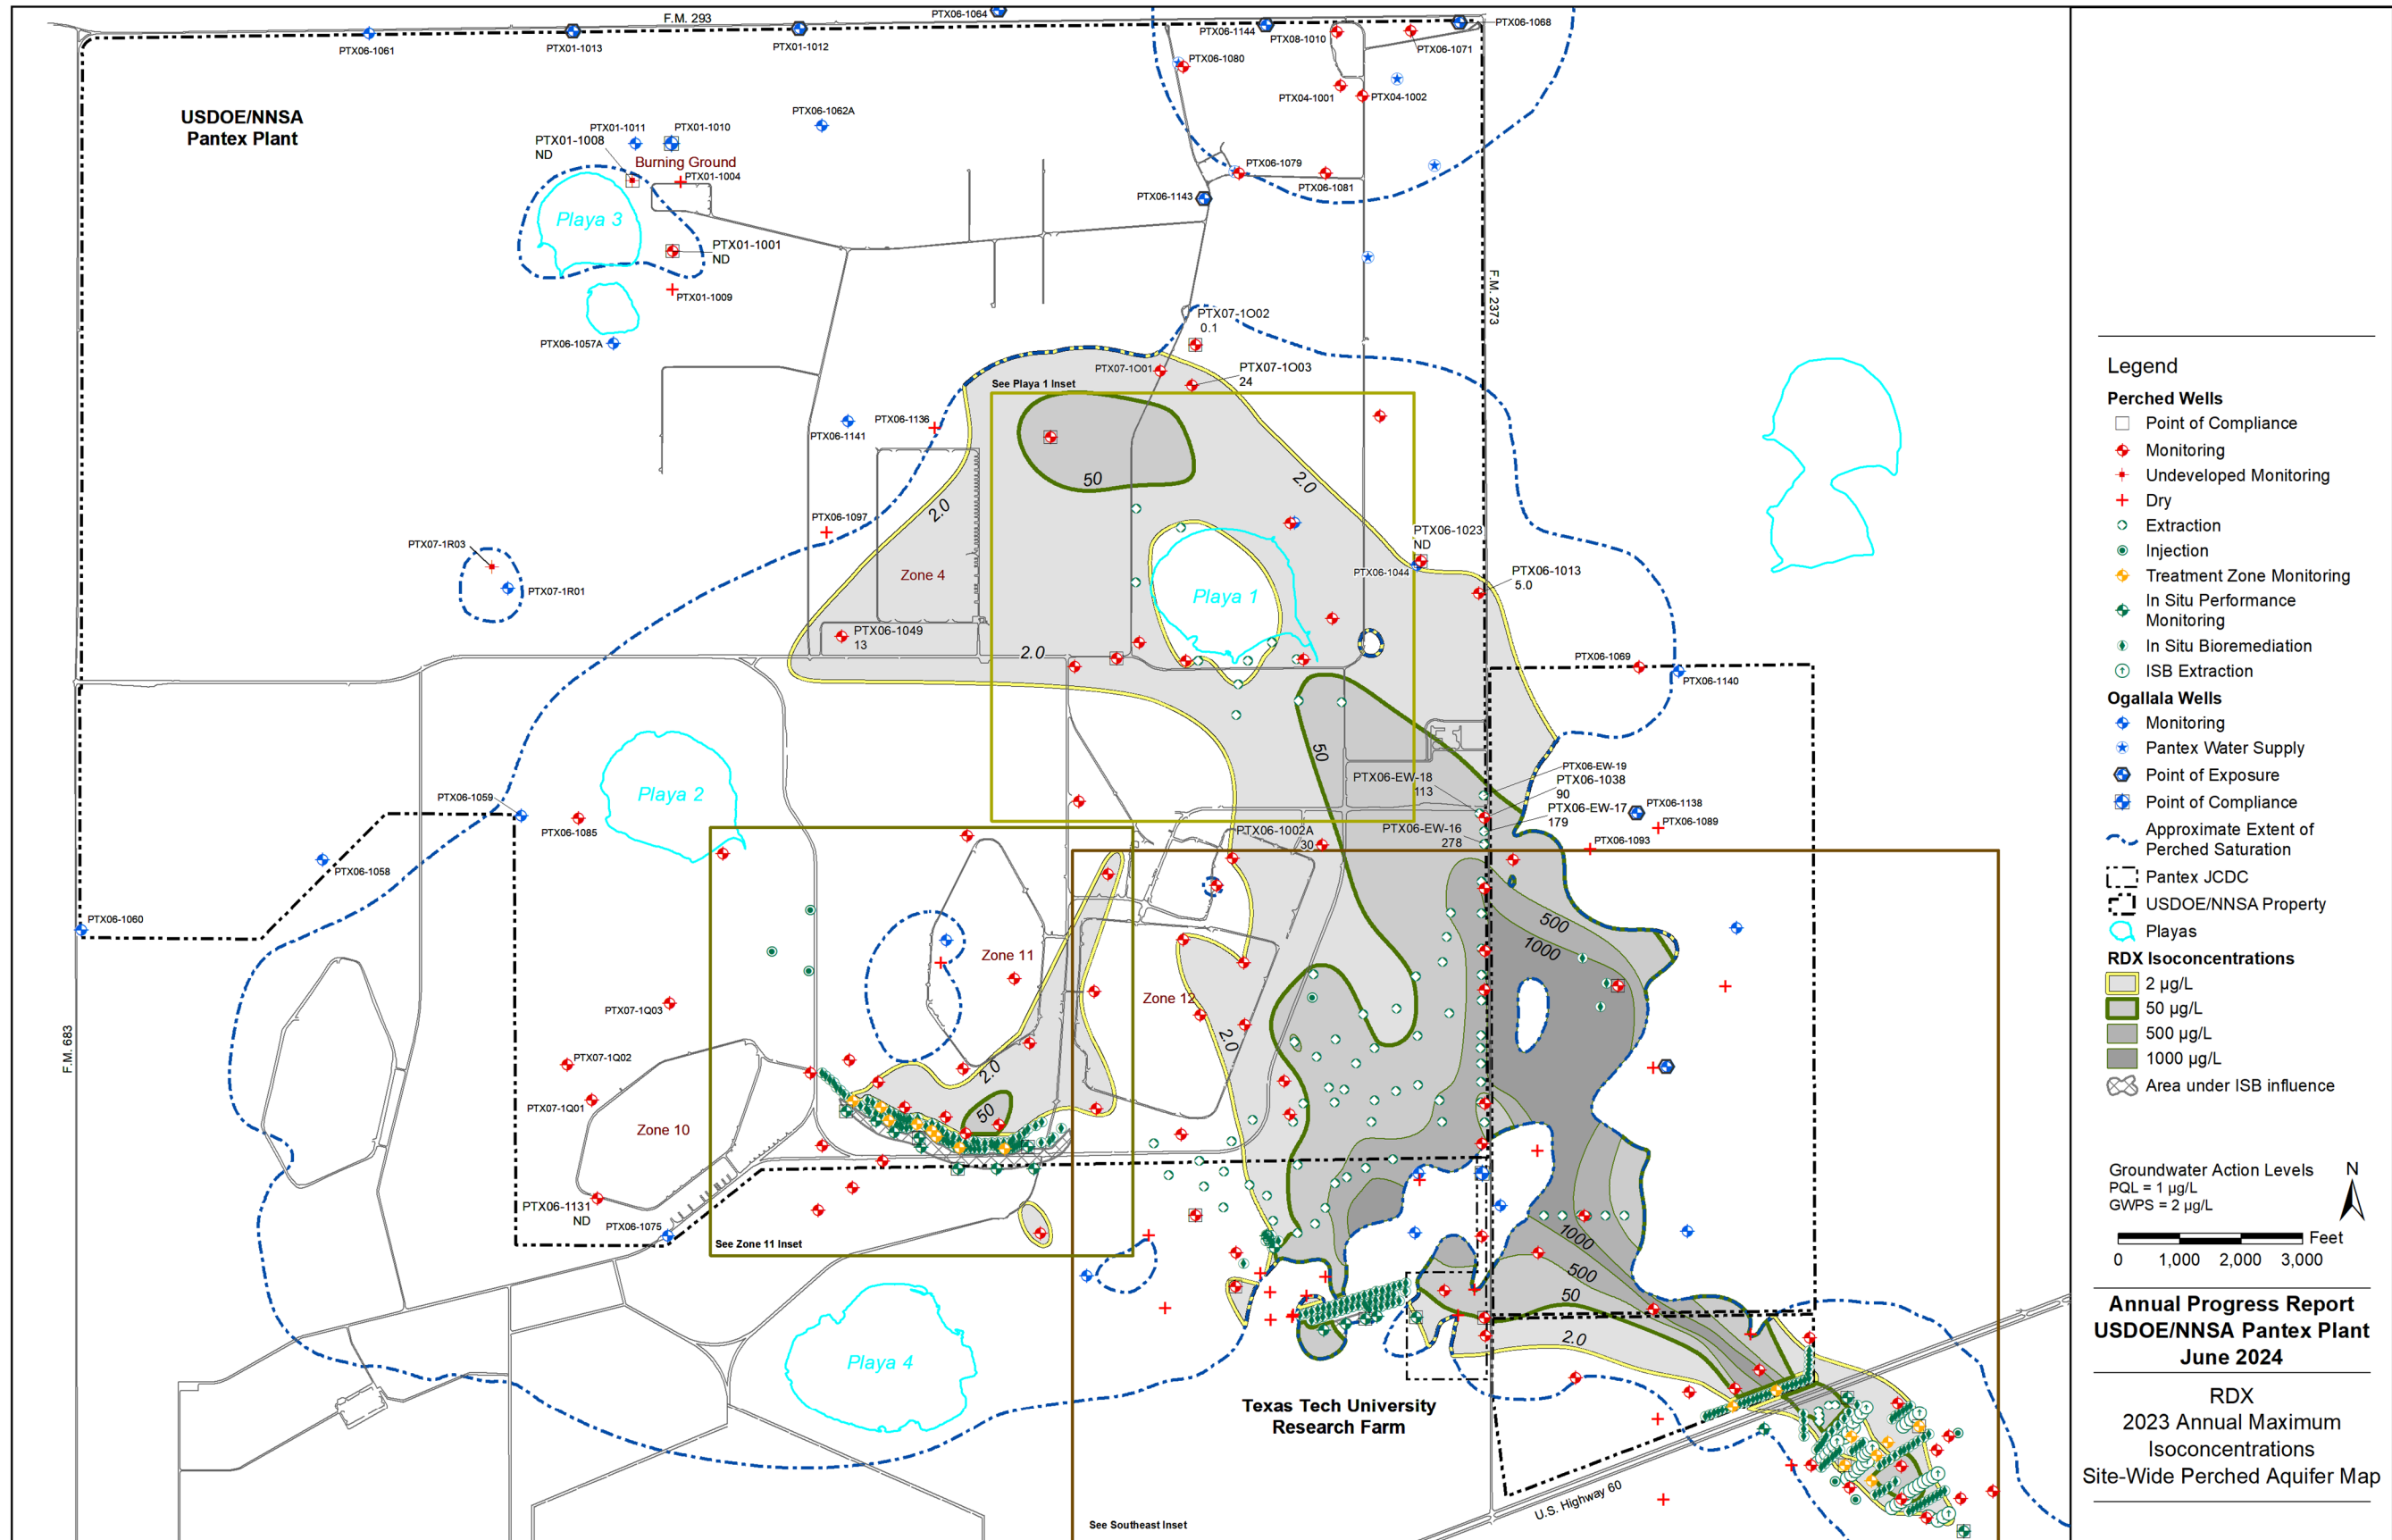 F.M. 293
PTX06-1064
PTX06-1061
PTX01-1013
PTX01-1012
PTX06-1144
PTX08-1010
PTX06-1068
PTX06-1071
PTX06-1080
PTX04-1001
PTX04-1002
USDOE/NNSA
Pantex Plant
PTX06-1062A
PTX01-1011
PTX01-1010
PTX01-1008
ND
Burning Ground
PTX01-1004
PTX06-1079
PTX06-1081
PTX06-1143
Playa 3
PTX01-1001
ND
PTX01-1009
PTX06-1057A
F.M. 2373
PTX07-1O02
0.1
PTX07-1O01
PTX07-1O03
24
See Playa 1 Inset
PTX06-1141
PTX06-1136
50
2.0
2.0
PTX06-1097
PTX06-1023
ND
PTX06-1044
PTX06-1013
5.0
PTX07-1R03
PTX07-1R01
Zone 4
Playa 1
PTX06-1049
13
2.0
PTX06-1069
PTX06-1140
50
Playa 2
PTX06-1059
PTX06-1085
PTX06-EW-18
113
PTX06-EW-19
PTX06-1038
90
PTX06-EW-17
179
PTX06-1138
PTX06-1089
PTX06-1093
PTX06-1002A
30
PTX06-EW-16
278
PTX06-1058
PTX06-1060
500
1000
Zone 11
Zone 12
PTX07-1Q03
F.M. 683
2.0
2.0
PTX07-1Q02
PTX07-1Q01
50
Zone 10
PTX06-1131
ND
PTX06-1075
See Zone 11 Inset
1000
500
50
2.0
Playa 4
Texas Tech University
Research Farm
U.S. Highway 60
See Southeast Inset
Legend
Perched Wells
Point of Compliance
Monitoring
Undeveloped Monitoring
Dry
Extraction
Injection
Treatment Zone Monitoring
In Situ Performance
Monitoring
In Situ Bioremediation
ISB Extraction
Ogallala Wells
Monitoring
Pantex Water Supply
Point of Exposure
Point of Compliance
Approximate Extent of
Perched Saturation
Pantex JCDC
USDOE/NNSA Property
Playas
RDX Isoconcentrations
2 µg/L
50 µg/L
500 µg/L
1000 µg/L
Area under ISB influence
Groundwater Action Levels
PQL = 1 µg/L
GWPS = 2 µg/L
N
Feet
0 1,000 2,000 3,000
Annual Progress Report
USDOE/NNSA Pantex Plant
June 2024
RDX
2023 Annual Maximum
Isoconcentrations
Site-Wide Perched Aquifer Map